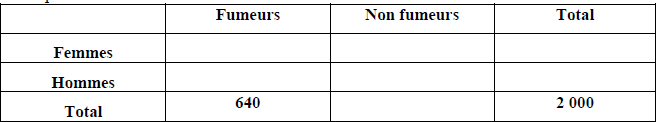 Fumeurs Non fumeurs Total
Femmes
Hommes
Total 640 2 000